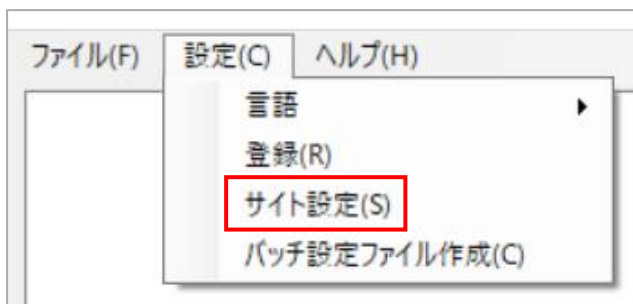 ファイル(F) 設定(C) ヘルプ(H)
言語
登録(R)
サイト設定(S)
バッチ設定ファイル作成(C)